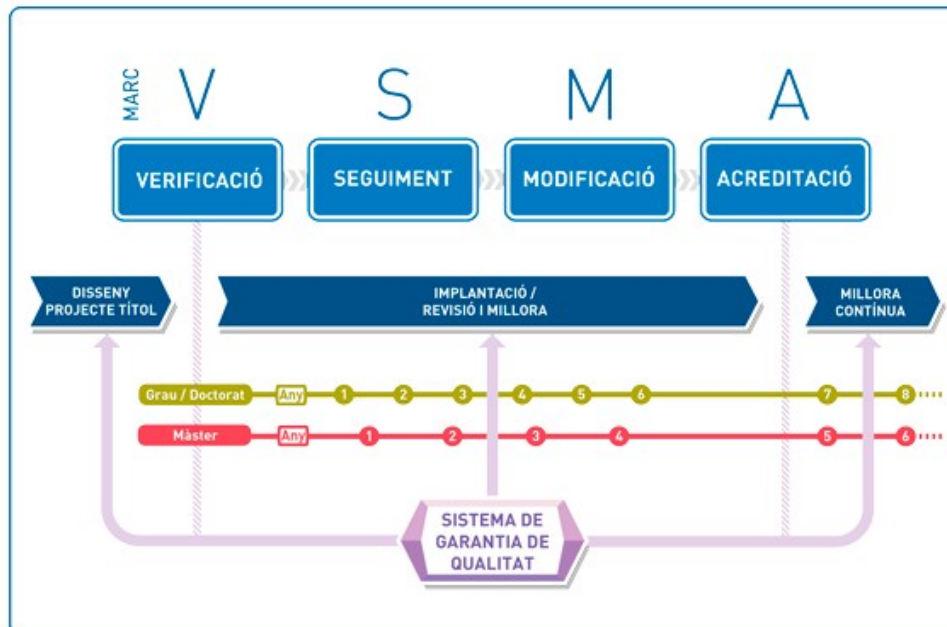 MARC
V S M A
VERIFICACIÓ SEGUIMENT MODIFICACIÓ ACREDITACIÓ
DISSENY
PROJECTE TÍTOL
IMPLANTACIÓ /
REVISIÓ I MILLORA
MILLORA
CONTÍNUA
Grau / Doctorat Any 1 2 3 4 5 6 7 8
Màster Any 1 2 3 4 5 6
SISTEMA DE
GARANTIA DE
QUALITAT